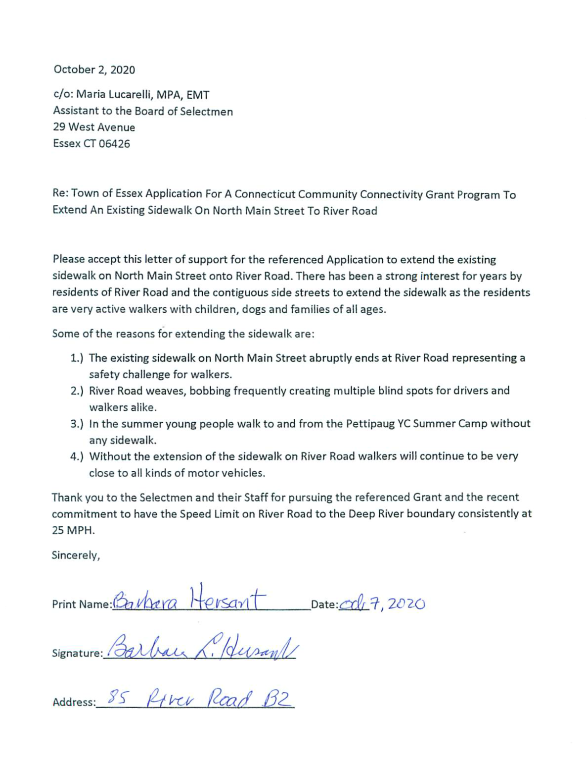 October 2, 2020
c/o: Maria Lucarelli, MPA, EMT
Assistant to the Board of Selectmen
29 West Avenue
Essex CT 06426
Re: Town of Essex Application For A Connecticut Community Connectivity Grant Program To
Extend An Existing Sidewalk On North Main Street To River Road
Please accept this letter of support for the referenced Application to extend the existing
sidewalk on North Main Street onto River Road. There has been a strong interest for years by
residents of River Road and the contiguous side streets to extend the sidewalk as the residents
are very active walkers with children, dogs and families of all ages.
Some of the reasons for extending the sidewalk are:
1.) The existing sidewalk on North Main Street abruptly ends at River Road representing a
safety challenge for walkers.
2.) River Road weaves, bobbing frequently creating multiple blind spots for drivers and
walkers alike.
3.) In the summer young people walk to and from the Pettipaug YC Summer Camp without
any sidewalk.
4.) Without the extension of the sidewalk on River Road walkers will continue to be very
close to all kinds of motor vehicles.
Thank you to the Selectmen and their Staff for pursuing the referenced Grant and the recent
commitment to have the Speed Limit on River Road to the Deep River boundary consistently at
25 MPH.
Sincerely,
Print Name: Barbara Hersant Date: Oct 7, 2020
Signature: Barbara L. Hersant
Address: 85 River Road B2